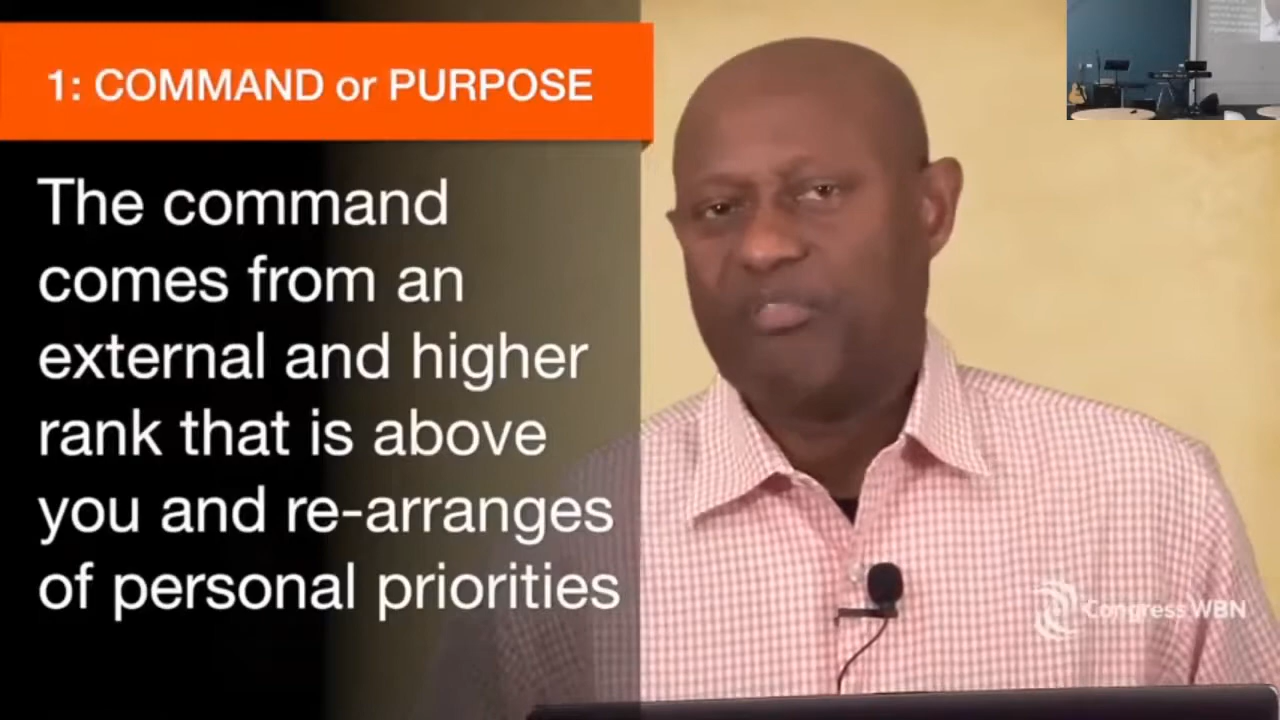 1: COMMAND or PURPOSE
The command
comes from an
external and higher
rank that is above
you and re-arranges
of personal priorities
Congress WBN